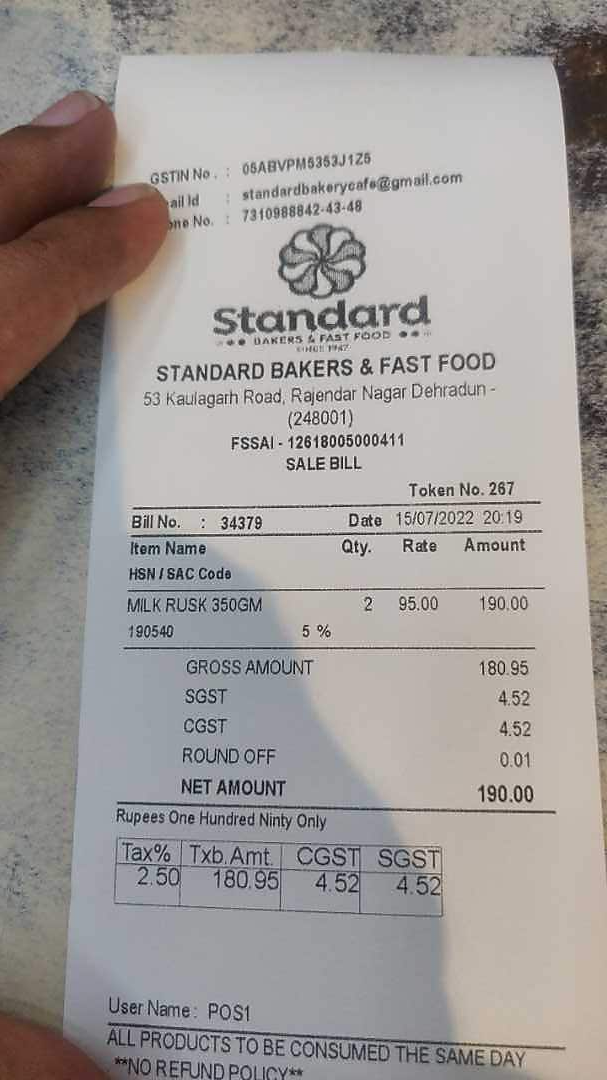 GSTIN No. : 05ABVPM5353J1Z5
ail Id : standardbakerycafe@gmail.com
one No. : 7310988842-43-48
Standard
BAKERS & FAST FOOD
SINCE 1947
STANDARD BAKERS & FAST FOOD
53 Kaulagarh Road, Rajendar Nagar Dehradun -
(248001)
FSSAI - 12618005000411
SALE BILL
Token No. 267
Bill No. : 34379 Date 15/07/2022 20:19
Item Name Qty. Rate Amount
HSN / SAC Code
MILK RUSK 350GM 2 95.00 190.00
190540 5 %
GROSS AMOUNT 180.95
SGST 4.52
CGST 4.52
ROUND OFF 0.01
NET AMOUNT 190.00
Rupees One Hundred Ninty Only
Tax% Txb.Amt. CGST SGST
2.50 180.95 4.52 4.52
User Name : POS1
ALL PRODUCTS TO BE CONSUMED THE SAME DAY
**NO REFUND POLICY**